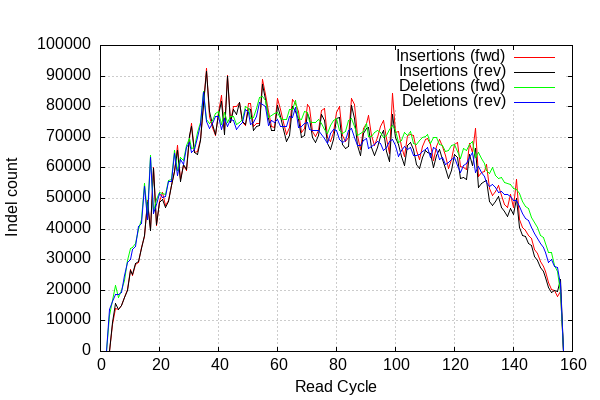 100000
90000
80000
70000
60000
50000
40000
30000
20000
10000
0
Indel count
Insertions (fwd)
Insertions (rev)
Deletions (fwd)
Deletions (rev)
0 20 40 60 80 100 120 140 160
Read Cycle